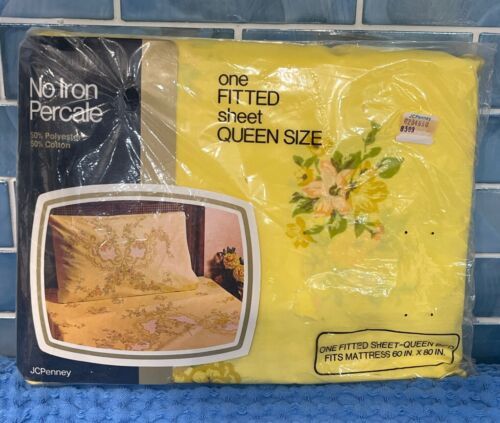 No Iron
Percale
50% Polyester
50% Cotton
one
FITTED
sheet
QUEEN SIZE
JCPenney
8399
ONE FITTED SHEET-QUEEN
FITS MATTRESS 60 IN. X 80 IN.
JCPenney